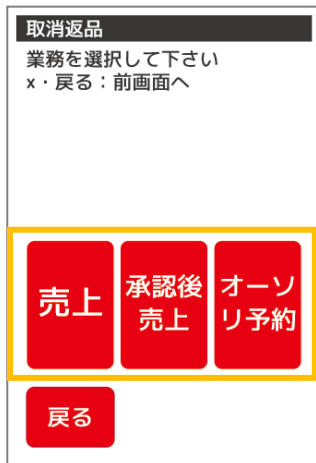 取消返品
業務を選択して下さい
x・戻る：前画面へ
売上
承認後
売上
オーソ
リ予約
戻る